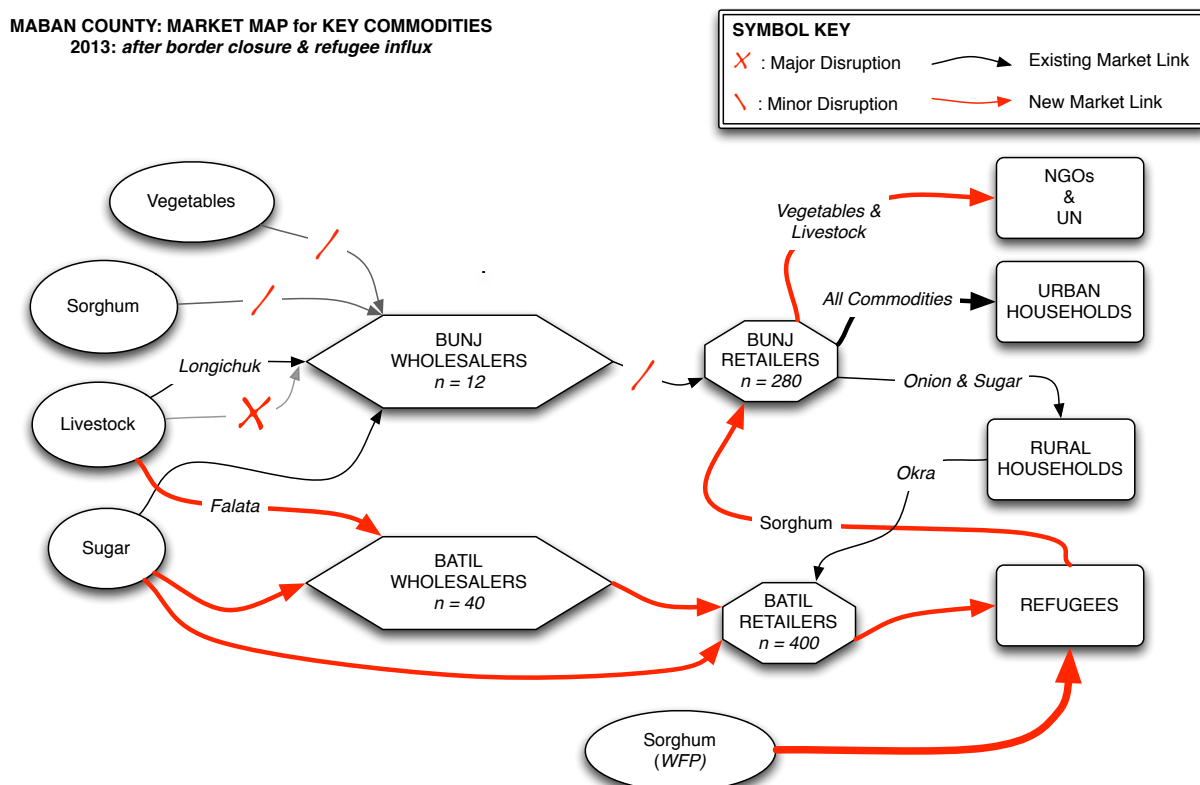 MABAN COUNTY: MARKET MAP for KEY COMMODITIES
2013: after border closure & refugee influx
SYMBOL KEY
: Major Disruption
Existing Market Link
: Minor Disruption
New Market Link
Vegetables
Sorghum
Longichuk
Livestock
Falata
Sugar
BUNJ
WHOLESALERS
n = 12
BATIL
WHOLESALERS
n = 40
BUNJ
RETAILERS
n = 280
BATIL
RETAILERS
n = 400
Vegetables &
Livestock
All Commodities
Onion & Sugar
Okra
Sorghum
NGOs
&
UN
URBAN
HOUSEHOLDS
RURAL
HOUSEHOLDS
REFUGEES
Sorghum
(WFP)